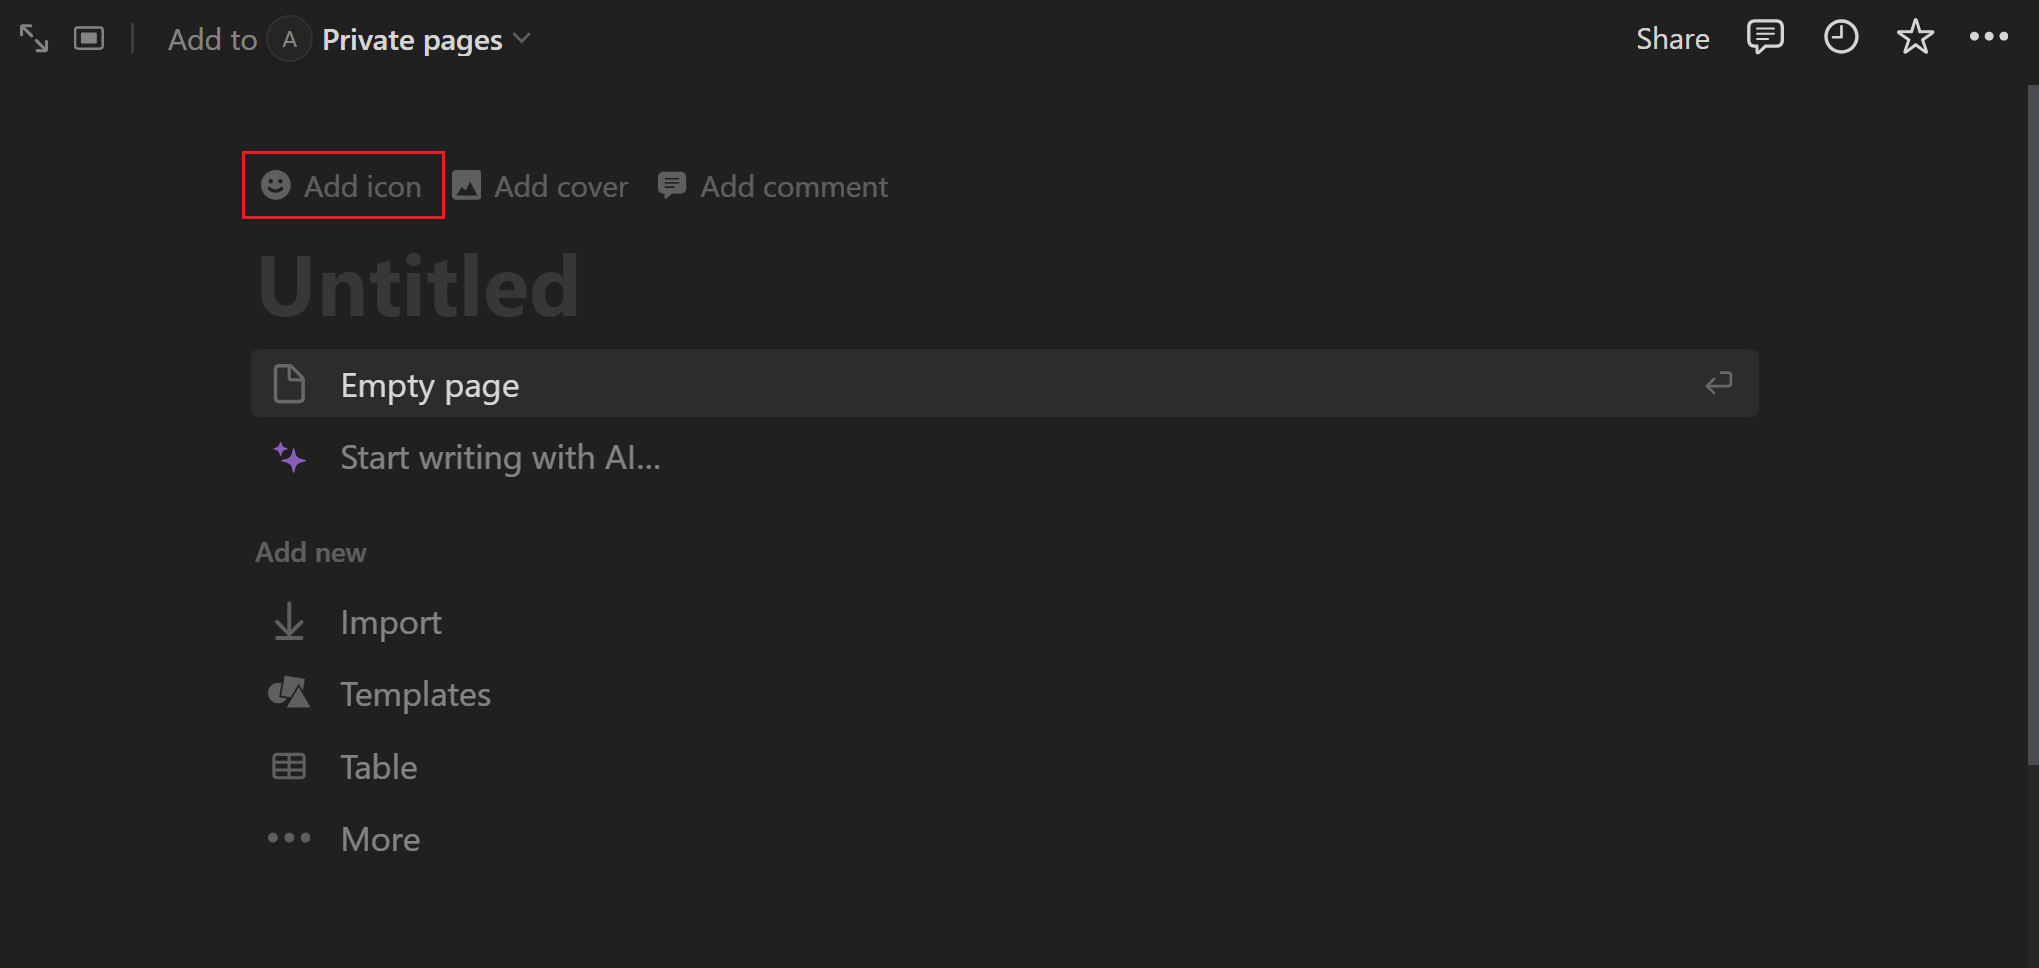 Add to A Private pages
Share
Add icon Add cover Add comment
Untitled
Empty page
Start writing with AI...
Add new
Import
Templates
Table
More